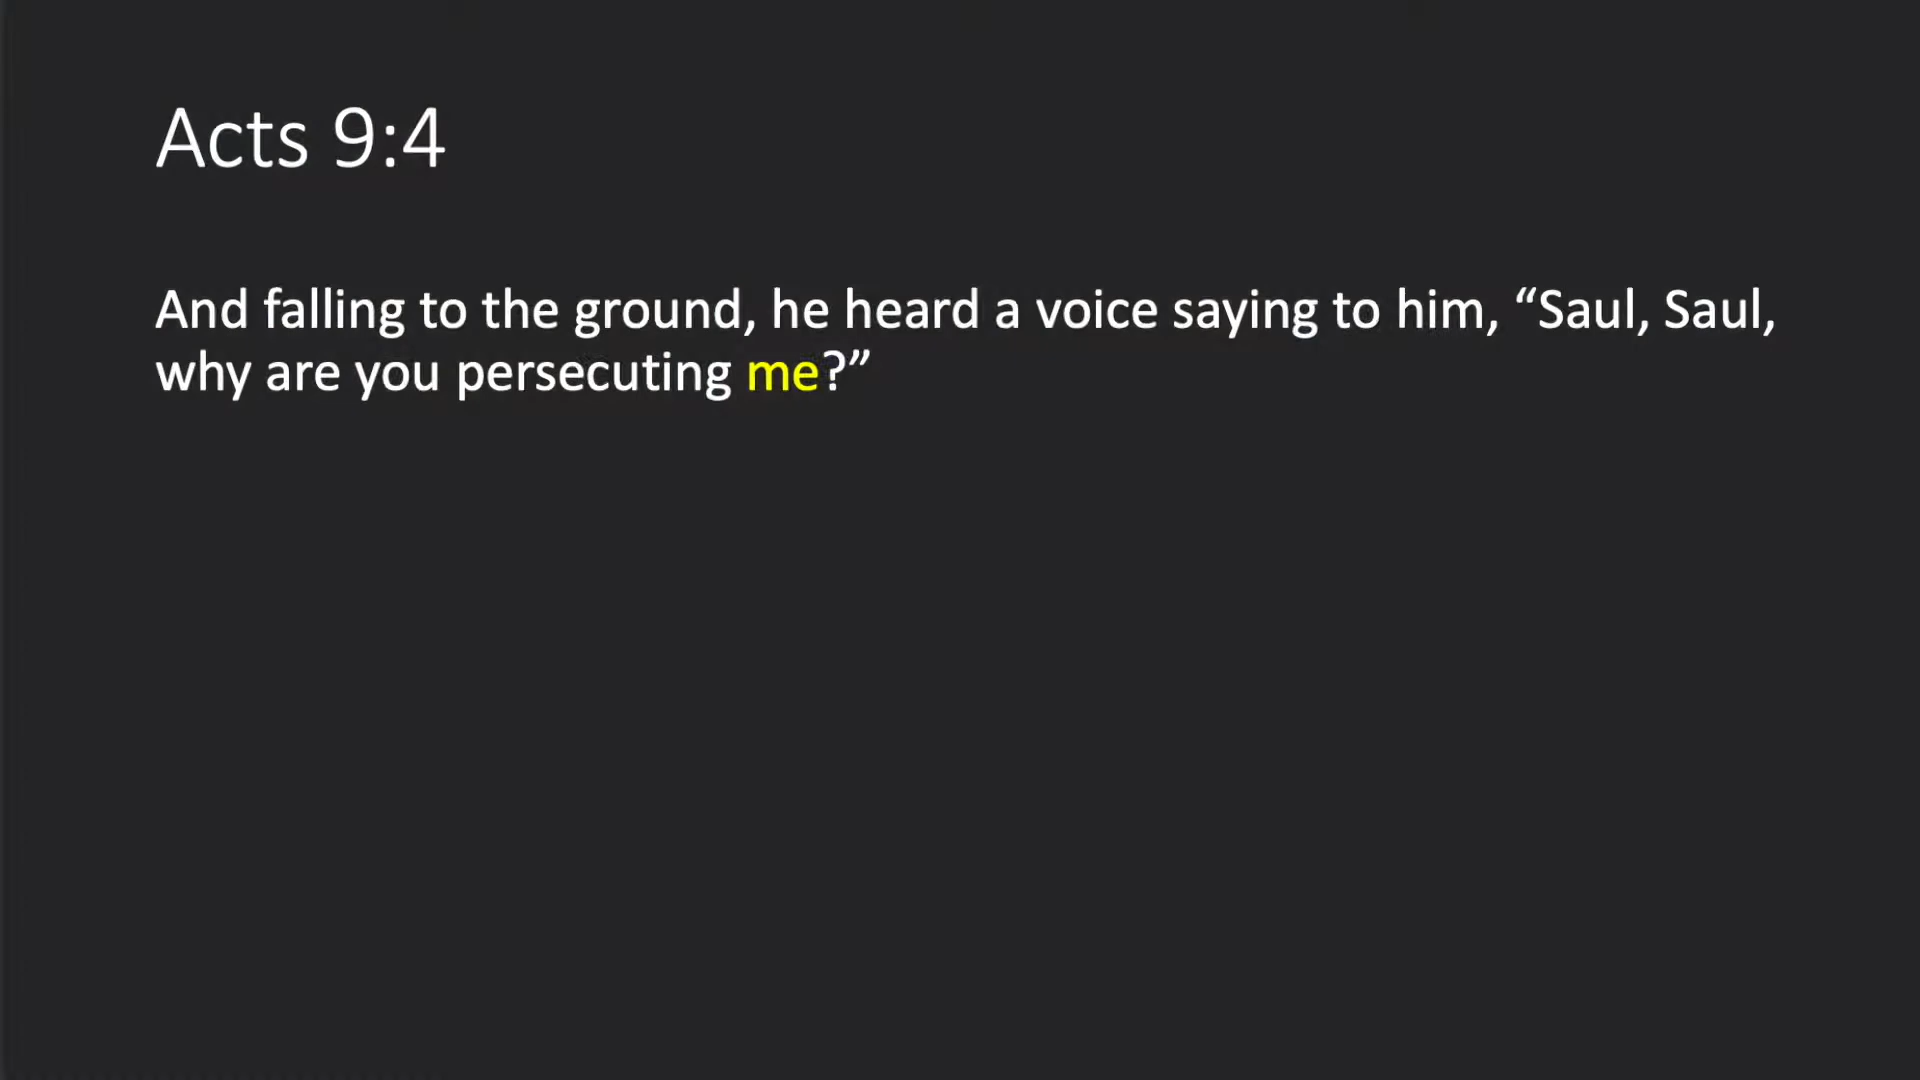 Acts 9:4
And falling to the ground, he heard a voice saying to him, “Saul, Saul,
why are you persecuting me?”